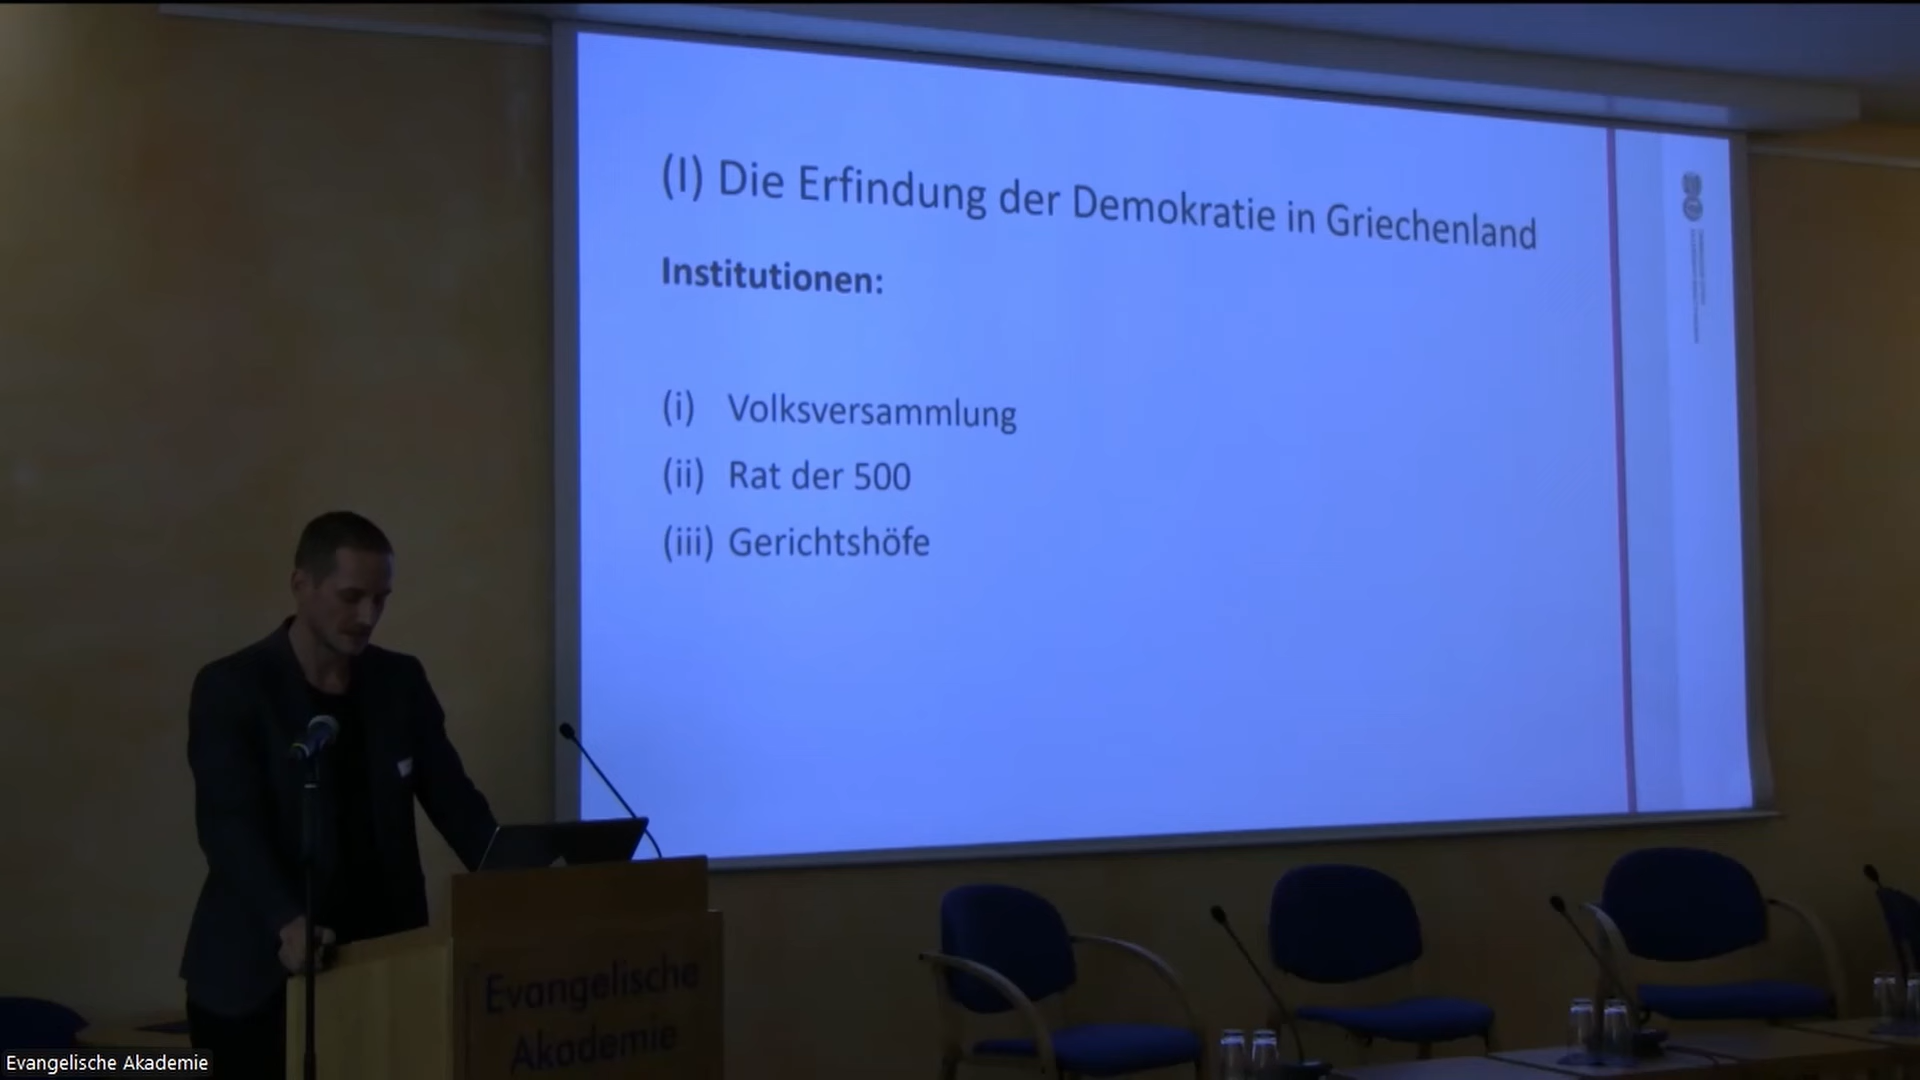 (I) Die Erfindung der Demokratie in Griechenland
Institutionen:
(i) Volksversammlung
(ii) Rat der 500
(iii) Gerichtshöfe
Evangelische
Akademie
Evangelische Akademie